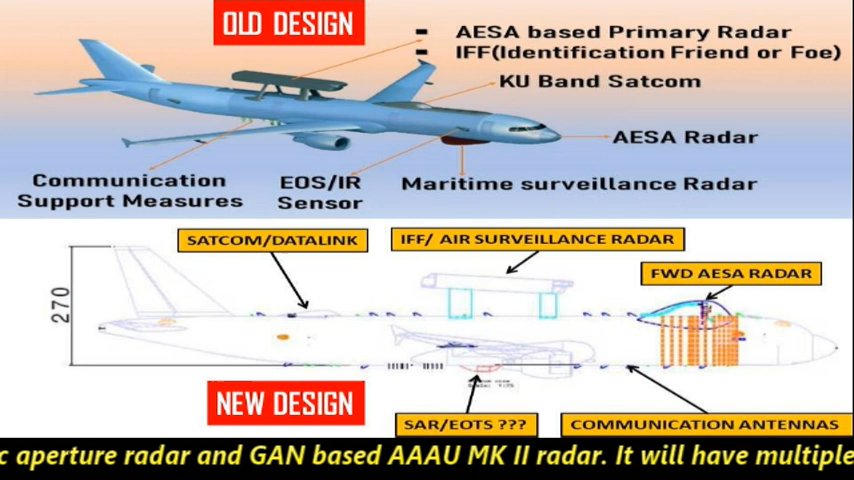 OLD DESIGN
AESA based Primary Radar
IFF(Identification Friend or Foe)
KU Band Satcom
AESA Radar
Communication
Support Measures
EOS/IR
Sensor
Maritime surveillance Radar
SATCOM/DATALINK
IFF/ AIR SURVEILLANCE RADAR
FWD AESA RADAR
270
NEW DESIGN
SAR/EOTS ???
COMMUNICATION ANTENNAS
c aperture radar and GAN based AAAU MK II radar. It will have multiple